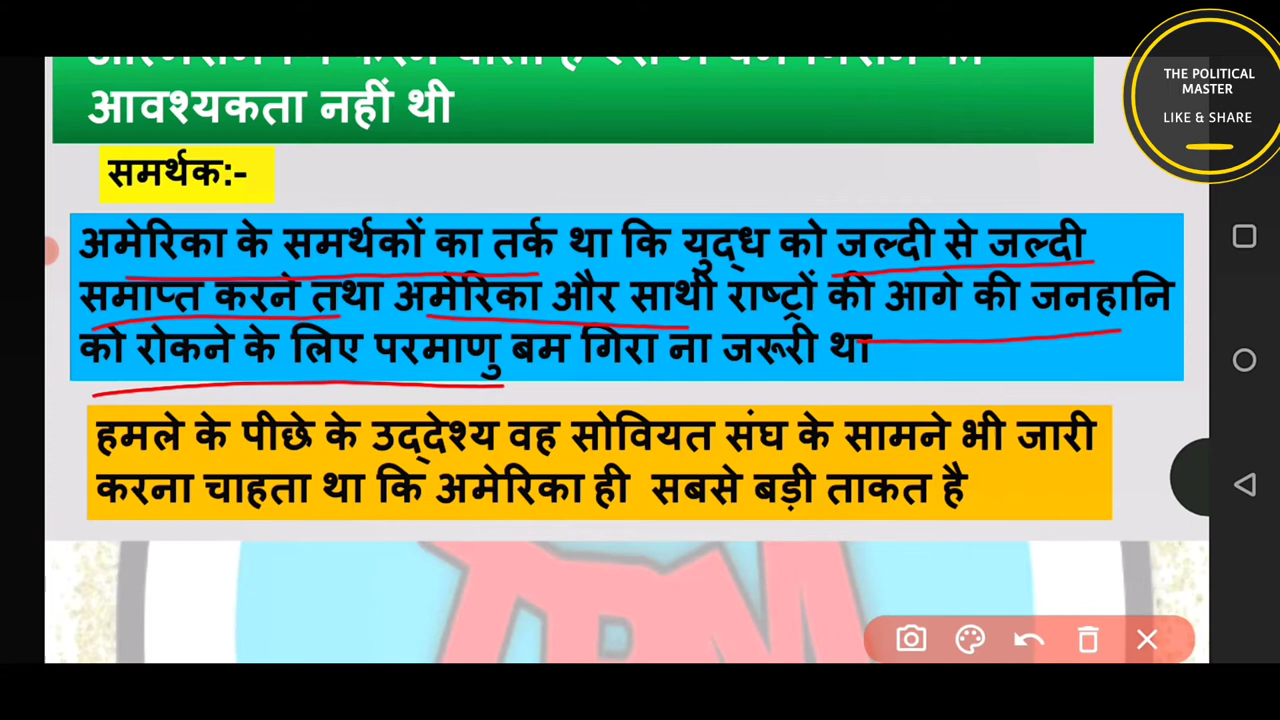 आवश्यकता नहीं थी
THE POLITICAL
MASTER
LIKE & SHARE
समर्थक:-
अमेरिका के समर्थकों का तर्क था कि युद्ध को जल्दी से जल्दी
समाप्त करने तथा अमेरिका और साथी राष्ट्रों की आगे की जनहानि
को रोकने के लिए परमाणु बम गिरा ना जरूरी था
हमले के पीछे के उद्देश्य वह सोवियत संघ के सामने भी जारी
करना चाहता था कि अमेरिका ही सबसे बड़ी ताकत है
TPM